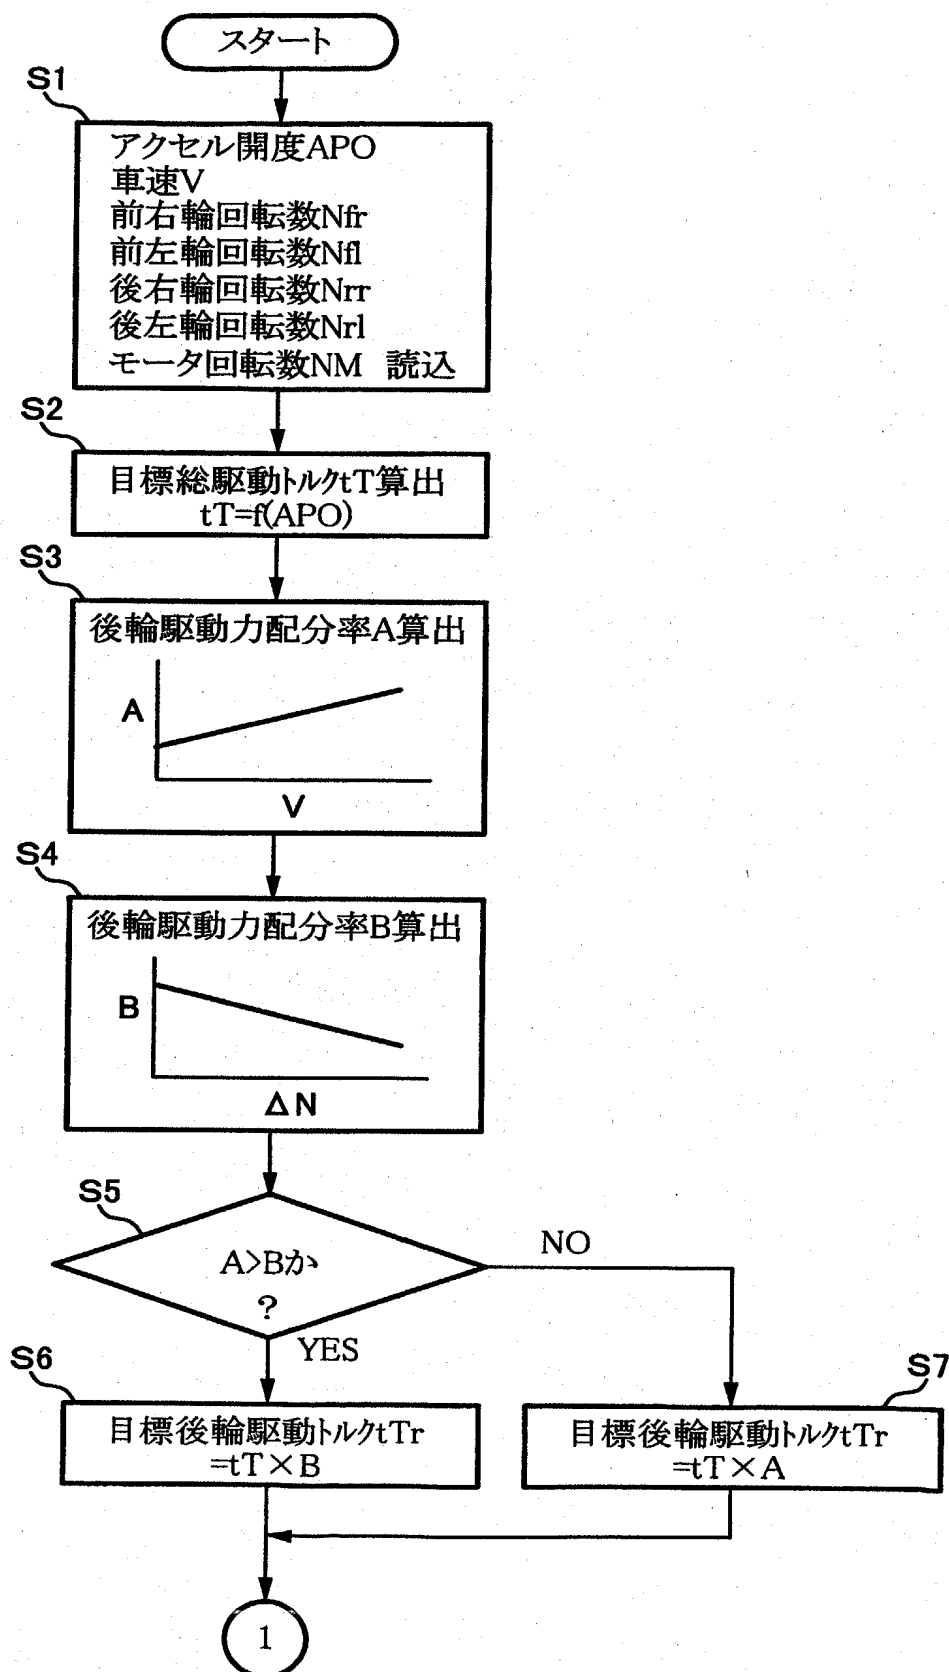 スタート
S1
アクセル開度APO
車速V
前右輪回転数Nfr
前左輪回転数Nfl
後右輪回転数Nrr
後左輪回転数Nrl
モータ回転数NM 読込
S2
目標総駆動トルクtT算出
tT=f(APO)
S3
後輪駆動力配分率A算出
A
V
S4
後輪駆動力配分率B算出
B
ΔN
S5
A>Bか
?
NO
YES
S6
目標後輪駆動トルクtTr
=tT×B
S7
目標後輪駆動トルクtTr
=tT×A
1